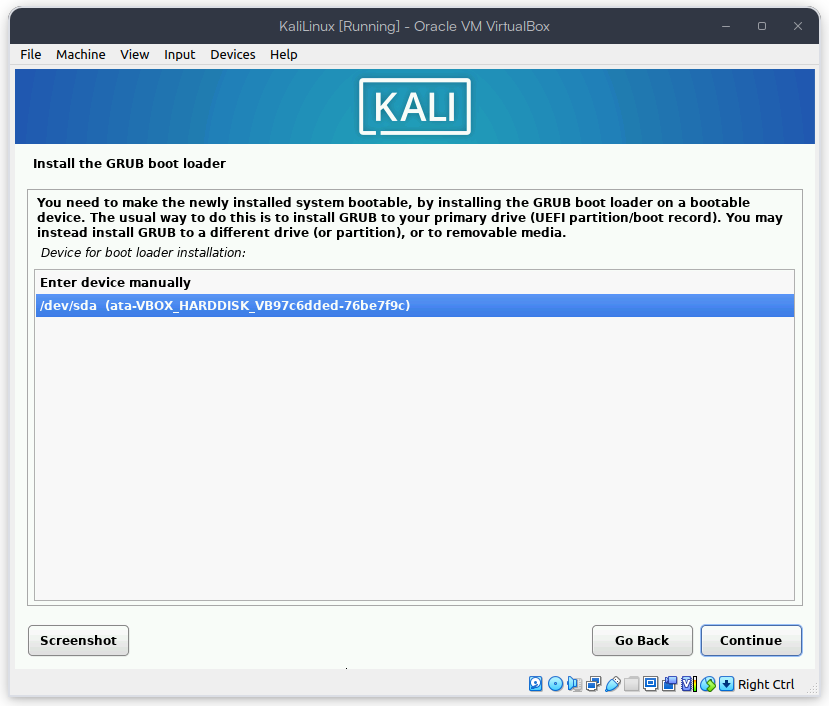 KaliLinux [Running] - Oracle VM VirtualBox
File Machine View Input Devices Help
KALI
Install the GRUB boot loader
You need to make the newly installed system bootable, by installing the GRUB boot loader on a bootable
device. The usual way to do this is to install GRUB to your primary drive (UEFI partition/boot record). You may
instead install GRUB to a different drive (or partition), or to removable media.
Device for boot loader installation:
Enter device manually
/dev/sda (ata-VBOX_HARDDISK_VB97c6dded-76be7f9c)
Screenshot Go Back Continue
Right Ctrl